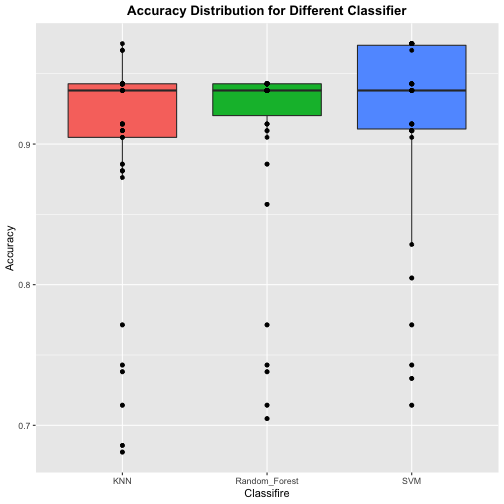 Accuracy Distribution for Different Classifier
Accuracy
0.9
0.8
0.7
KNN
Random_Forest
SVM
Classifire